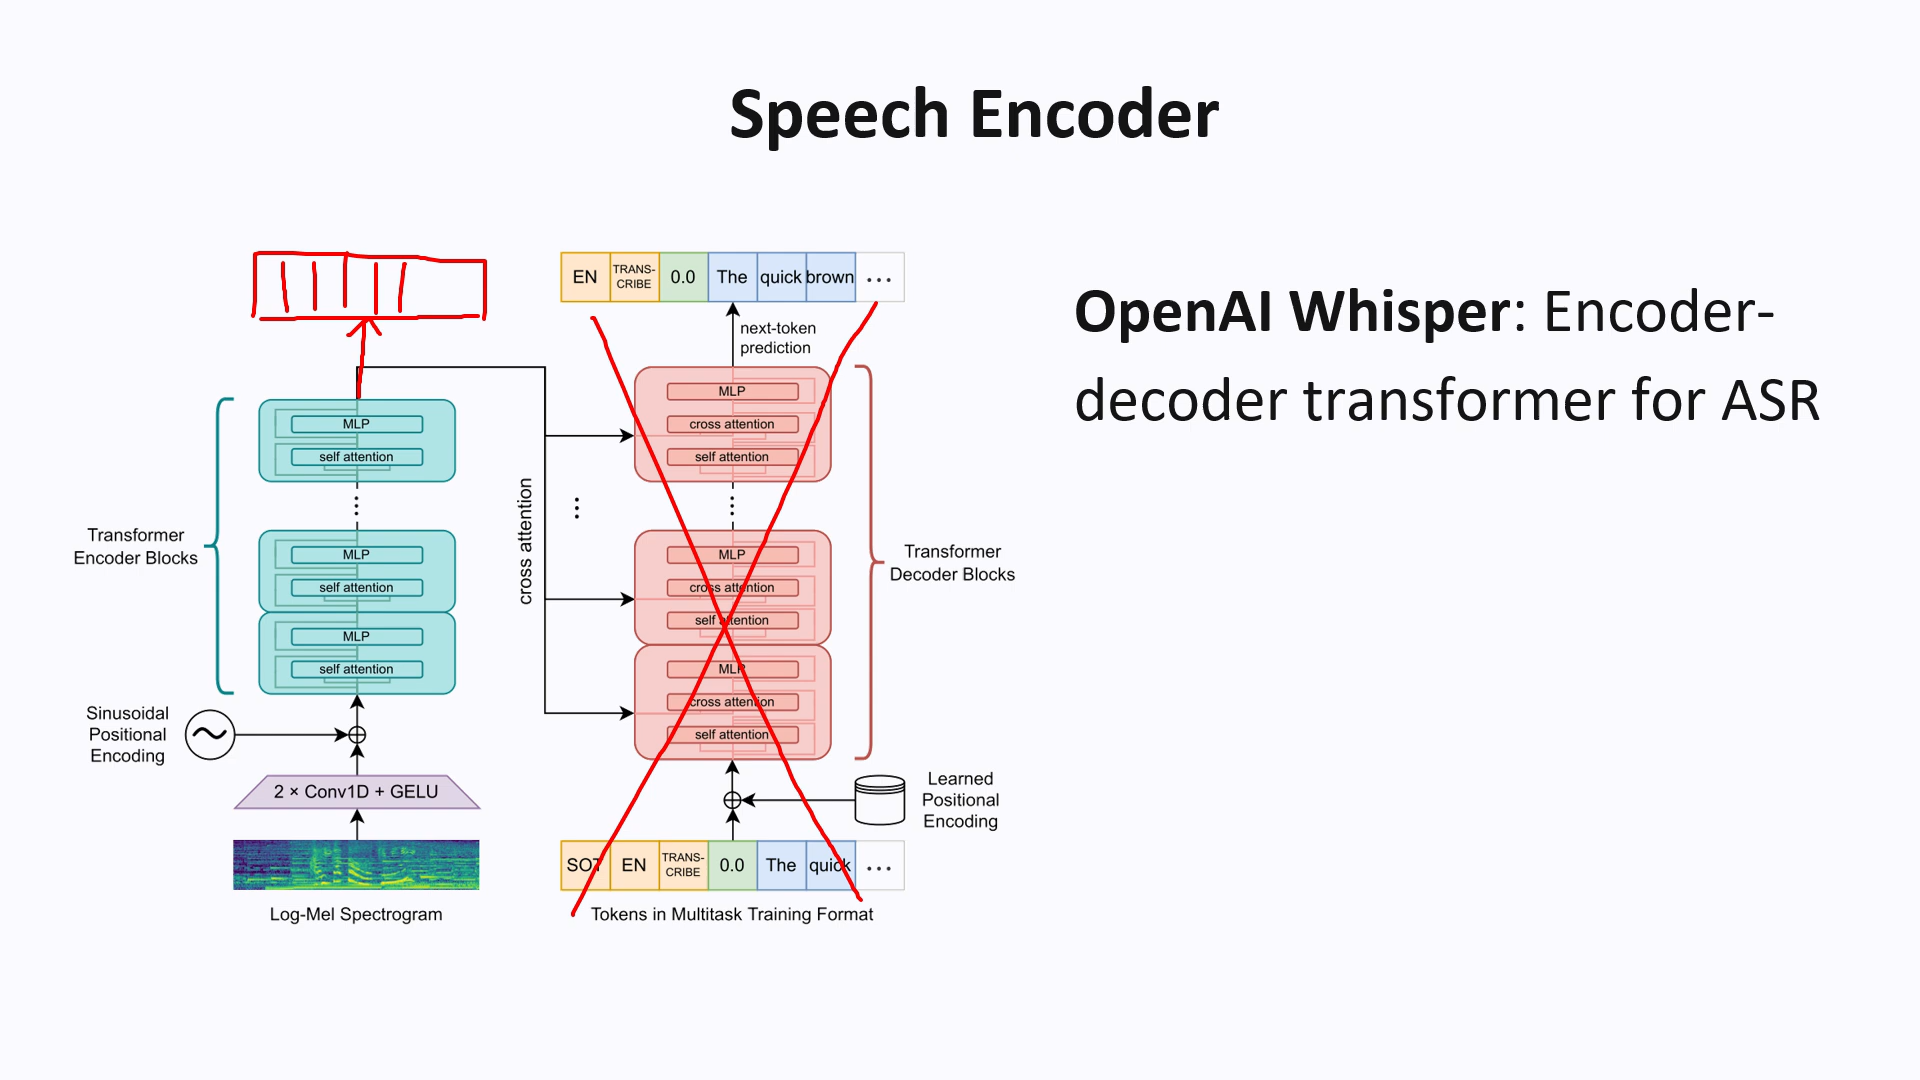 Speech Encoder
EN TRANS-CRIBE 0.0 The quick brown ...
next-token
prediction
MLP
cross attention
self attention
MLP
self attention
cross attention
Transformer
Encoder Blocks
MLP
self attention
MLP
self attention
MLP
cross attention
self attention
MLP
cross attention
self attention
Transformer
Decoder Blocks
Sinusoidal
Positional
Encoding
2 × Conv1D + GELU
Learned
Positional
Encoding
SOT EN TRANS-CRIBE 0.0 The quick ...
Log-Mel Spectrogram
Tokens in Multitask Training Format
OpenAI Whisper: Encoder-
decoder transformer for ASR